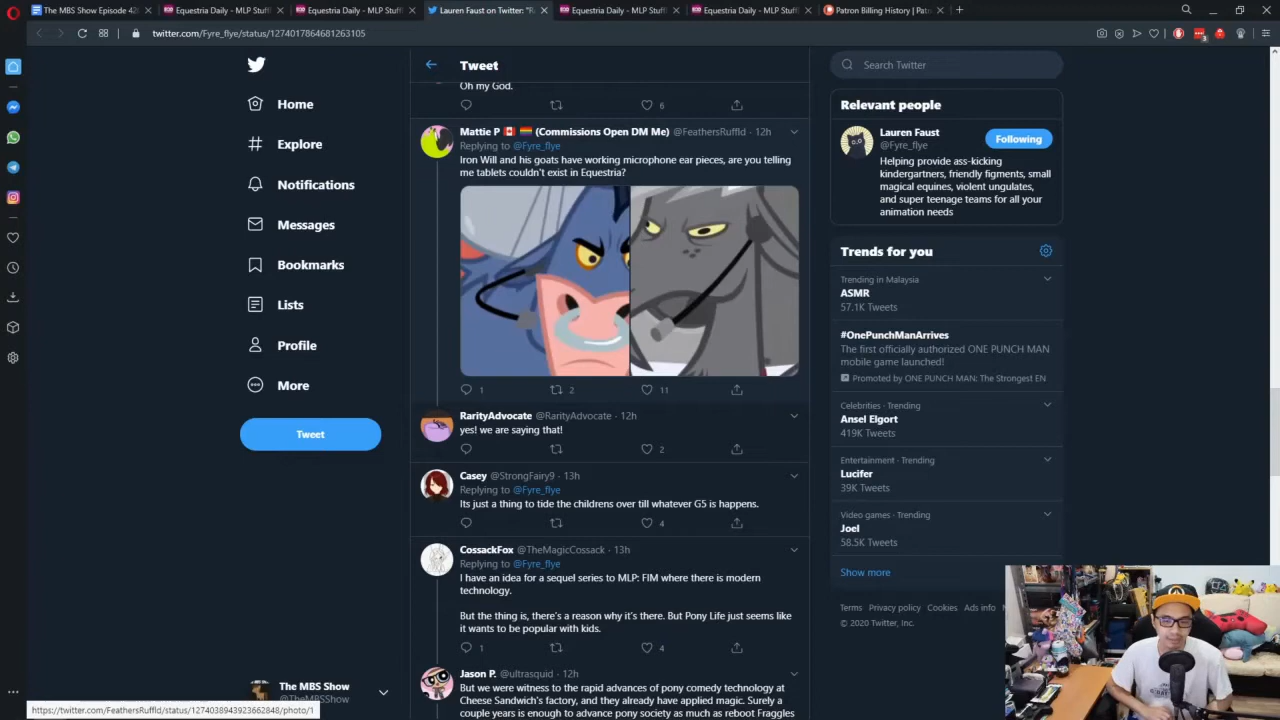 The MBS Show Episode 42
Equestria Daily - MLP Stuff
Equestria Daily - MLP Stuff
Lauren Faust on Twitter: "R
Equestria Daily - MLP Stuff
Equestria Daily - MLP Stuff
Patron Billing History | Patr
twitter.com/Fyre_flye/status/1274017864681263105
Home
Explore
Notifications
Messages
Bookmarks
Lists
Profile
More
Tweet
The MBS Show
@TheMBSShow
https://twitter.com/FeathersRuffld/status/1274038943923662848/photo/1
Tweet
Oh my God.
6
Mattie P 🇨🇦 🏳️‍🌈 (Commissions Open DM Me) @FeathersRuffld · 12h
Replying to @Fyre_flye
Iron Will and his goats have working microphone ear pieces, are you telling
me tablets couldn't exist in Equestria?
1 2 11
RarityAdvocate @RarityAdvocate · 12h
yes! we are saying that!
2
Casey @StrongFairy9 · 13h
Replying to @Fyre_flye
Its just a thing to tide the childrens over till whatever G5 is happens.
4
CossackFox @TheMagicCossack · 13h
Replying to @Fyre_flye
I have an idea for a sequel series to MLP: FIM where there is modern
technology.
But the thing is, there's a reason why it's there. But Pony Life just seems like
it wants to be popular with kids.
1 4
Jason P. @ultrasquid · 12h
But we were witness to the rapid advances of pony comedy technology at
Cheese Sandwich's factory, and they already have applied magic. Surely a
couple years is enough to advance pony society as much as reboot Fraggles
Search Twitter
Relevant people
Lauren Faust
@Fyre_flye
Following
Helping provide ass-kicking
kindergartners, friendly figments, small
magical equines, violent ungulates,
and super teenage teams for all your
animation needs
Trends for you
Trending in Malaysia
ASMR
57.1K Tweets
#OnePunchManArrives
The first officially authorized ONE PUNCH MAN
mobile game launched!
Promoted by ONE PUNCH MAN: The Strongest EN
Celebrities · Trending
Ansel Elgort
419K Tweets
Entertainment · Trending
Lucifer
39K Tweets
Video games · Trending
Joel
58.5K Tweets
Show more
Terms Privacy policy Cookies Ads info
© 2020 Twitter, Inc.